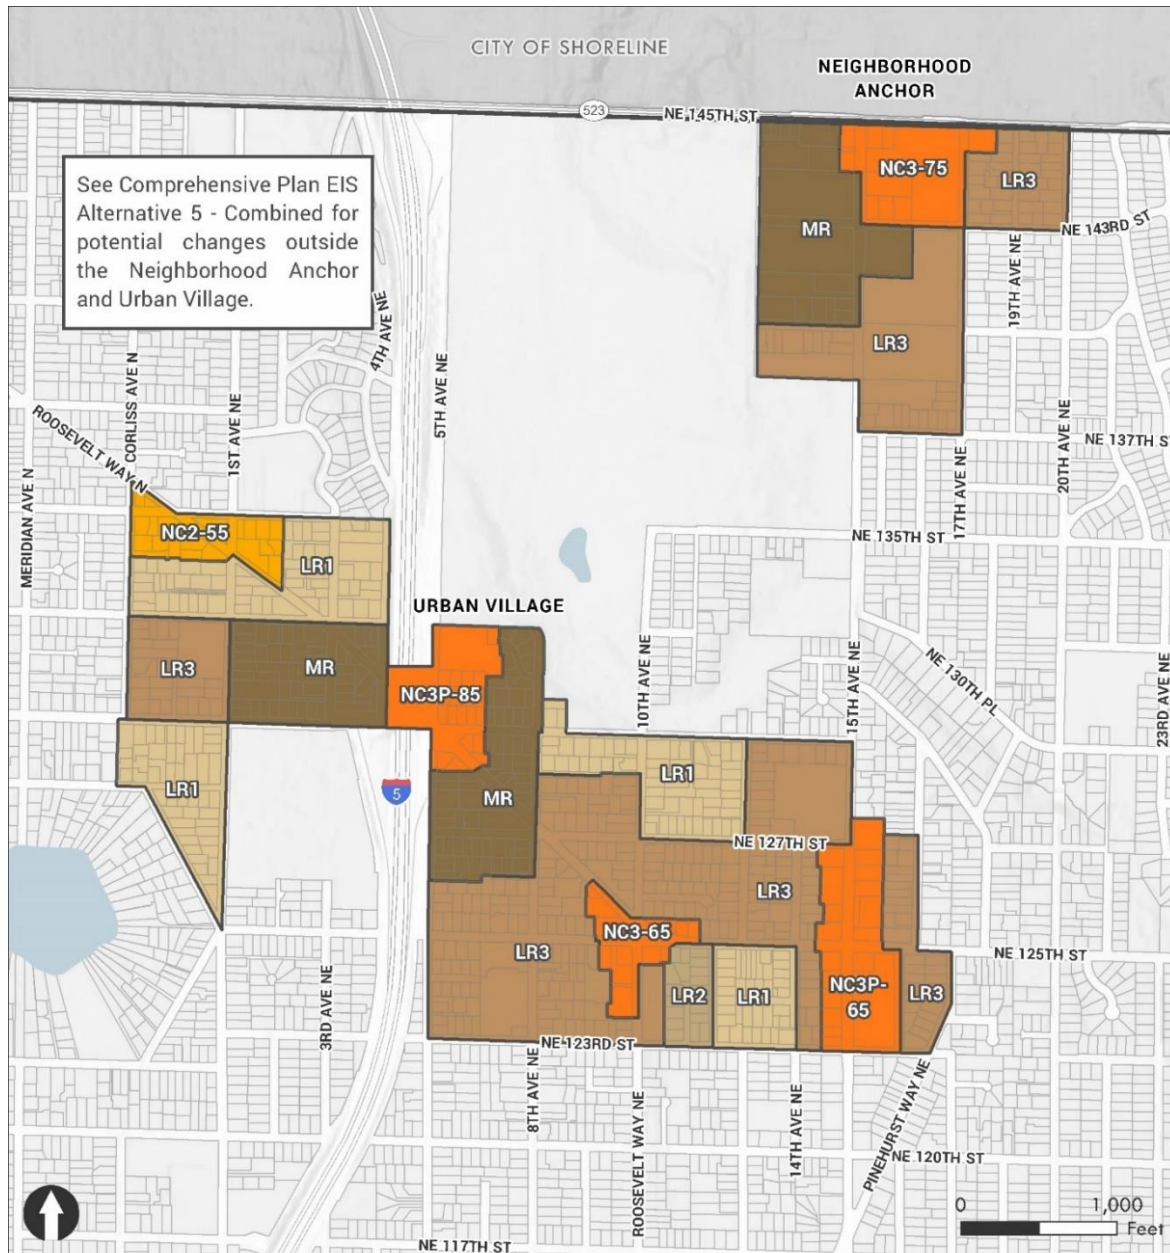 CITY OF SHORELINE
NEIGHBORHOOD
ANCHOR
523
NE 145TH ST
See Comprehensive Plan EIS
Alternative 5 - Combined for
potential changes outside
the Neighborhood Anchor
and Urban Village.
NC3-75
LR3
MR
NE 143RD ST
19TH AVE NE
4TH AVE NE
LR3
5TH AVE NE
CORLISS AVE N
1ST AVE NE
ROOSEVELT WAY N
MERIDIAN AVE N
20TH AVE NE
NE 137TH ST
17TH AVE NE
NC2-55
LR1
NE 135TH ST
URBAN VILLAGE
LR3
MR
10TH AVE NE
15TH AVE NE
NE 130TH PL
23RD AVE NE
NC3P-85
LR1
LR1
MR
5
NE 127TH ST
LR3
NC3-65
LR3
NE 125TH ST
LR2
LR1
NC3P-
65
LR3
3RD AVE NE
NE 123RD ST
8TH AVE NE
ROOSEVELT WAY NE
14TH AVE NE
PINEHURST WAY NE
NE 120TH ST
0
1,000
Feet
NE 117TH ST